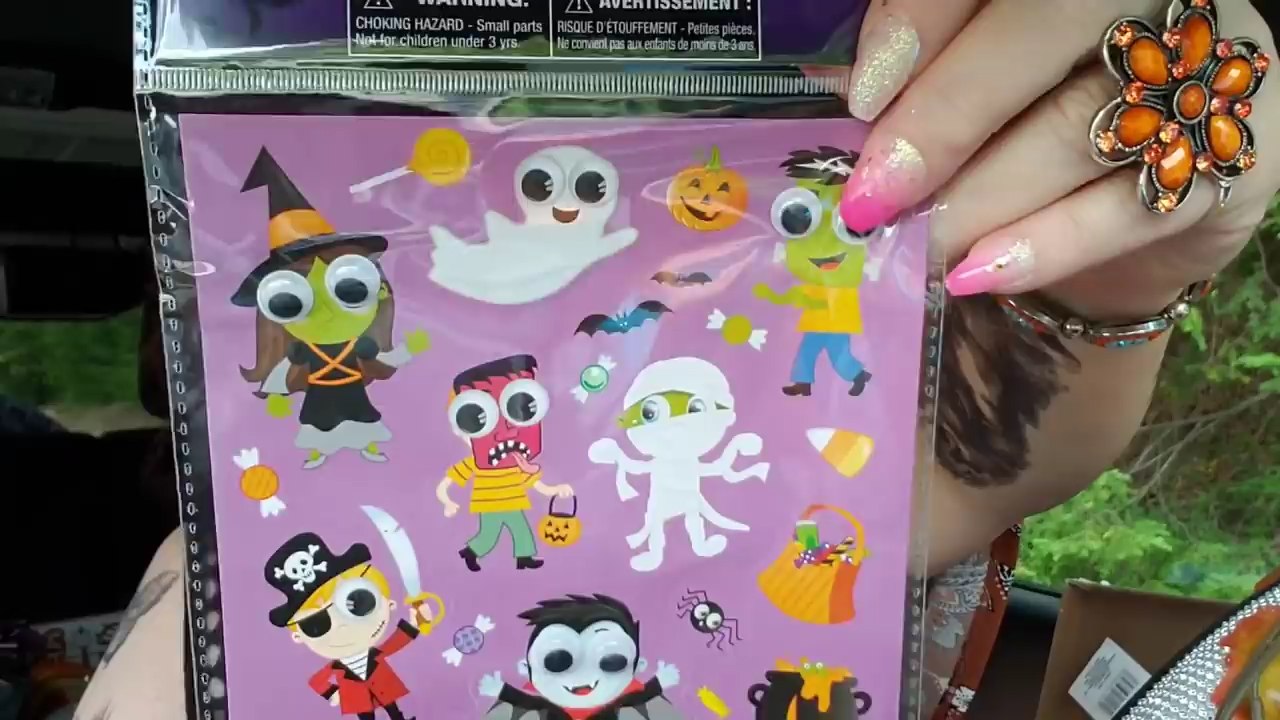 WARNING:
CHOKING HAZARD - Small parts
Not for children under 3 yrs.
AVERTISSEMENT :
RISQUE D'ÉTOUFFEMENT - Petites pièces.
Ne convient pas aux enfants de moins de 3 ans.